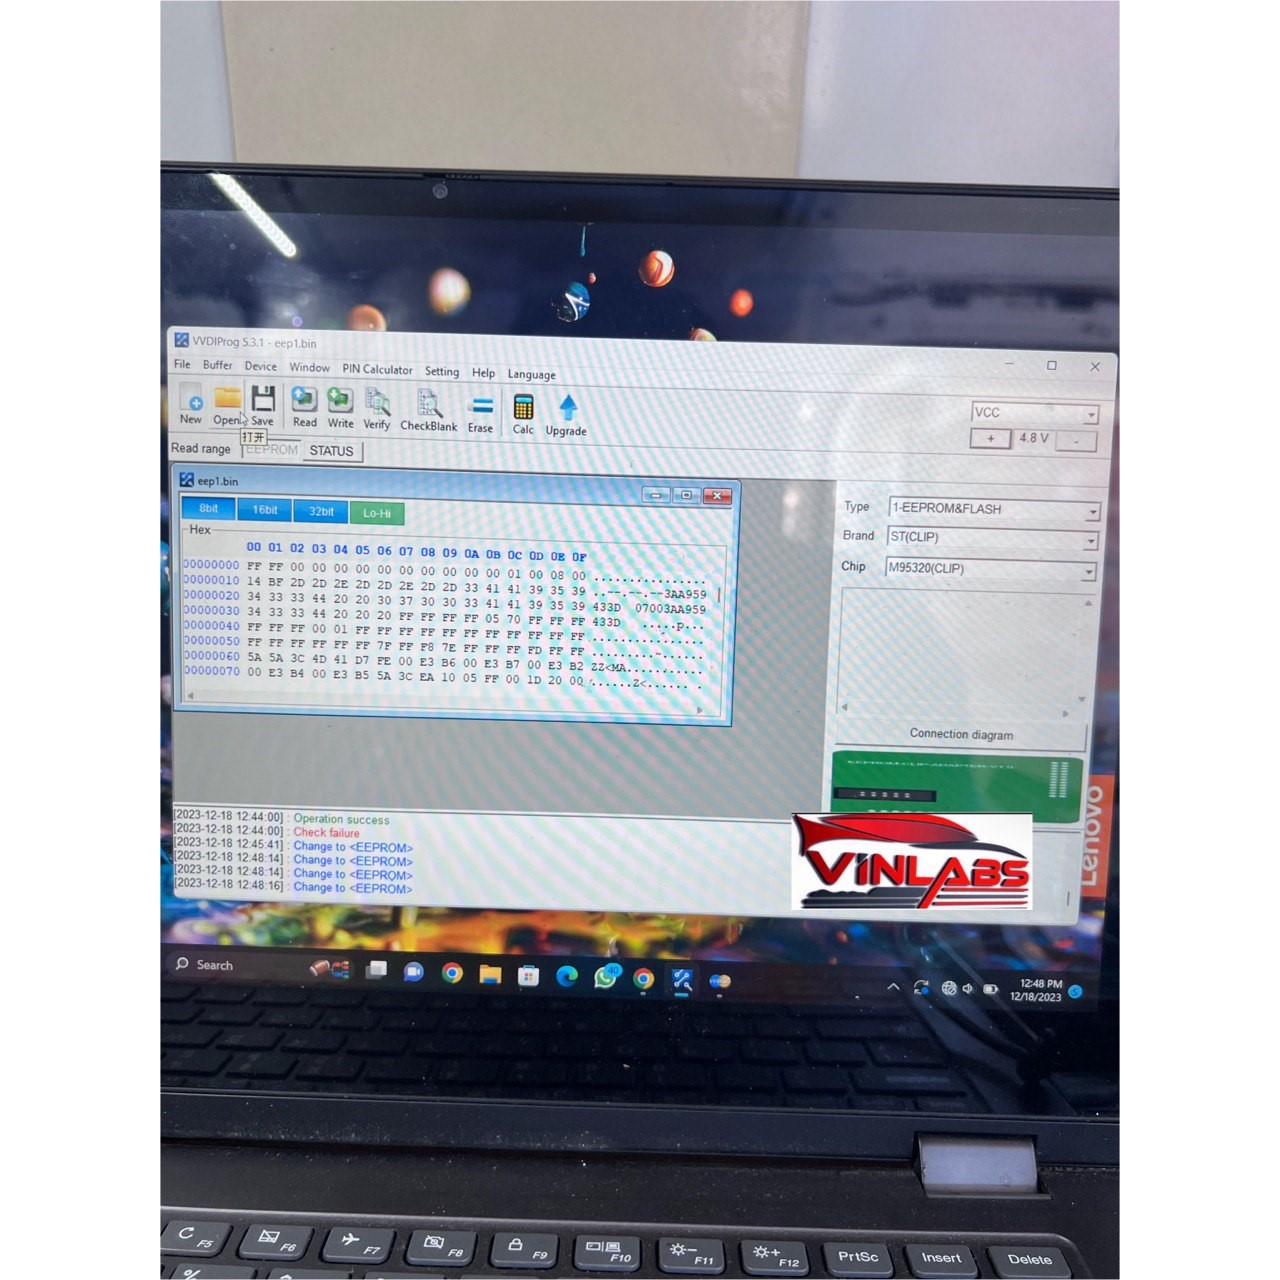 VVDIProg 5.3.1 - eep1.bin
File Buffer Device Window PIN Calculator Setting Help Language
New Open Save Read Write Verify CheckBlank Erase Calc Upgrade
打开
VCC
+ 4.8 V -
Read range EEPROM STATUS
eep1.bin
8bit 16bit 32bit Lo-Hi
Hex
00 01 02 03 04 05 06 07 08 09 0A 0B 0C 0D 0E 0F
00000000 FF FF 00 00 00 00 00 00 00 00 00 00 01 00 08 00 ................
00000010 14 BF 2D 2D 2E 2D 2D 2E 2D 2D 33 41 41 39 35 39 ..--.--.--3AA959
00000020 34 33 33 44 20 20 30 37 30 30 33 41 41 39 35 39 433D  07003AA959
00000030 34 33 33 44 20 20 20 FF FF FF FF 05 70 FF FF FF 433D   .....p...
00000040 FF FF FF 00 01 FF FF FF FF FF FF FF FF FF FF FF ................
00000050 FF FF FF FF FF FF 7F FF F8 7E FF FF FF FD FF FF .........~......
00000060 5A 5A 3C 4D 41 D7 FE 00 E3 B6 00 E3 B7 00 E3 B2 ZZ<MA...........
00000070 00 E3 B4 00 E3 B5 5A 3C EA 10 05 FF 00 1D 20 00 ......Z<...... .
Type 1-EEPROM&FLASH
Brand ST(CLIP)
Chip M95320(CLIP)
Connection diagram
[2023-12-18 12:44:00] : Operation success
[2023-12-18 12:44:00] : Check failure
[2023-12-18 12:45:41] : Change to <EEPROM>
[2023-12-18 12:48:14] : Change to <EEPROM>
[2023-12-18 12:48:14] : Change to <EEPROM>
[2023-12-18 12:48:16] : Change to <EEPROM>
VINLABS
Lenovo
Search
40
12:48 PM
12/18/2023
F5 F6 F7 F8 F9 F10 F11 F12 PrtSc Insert Delete
%